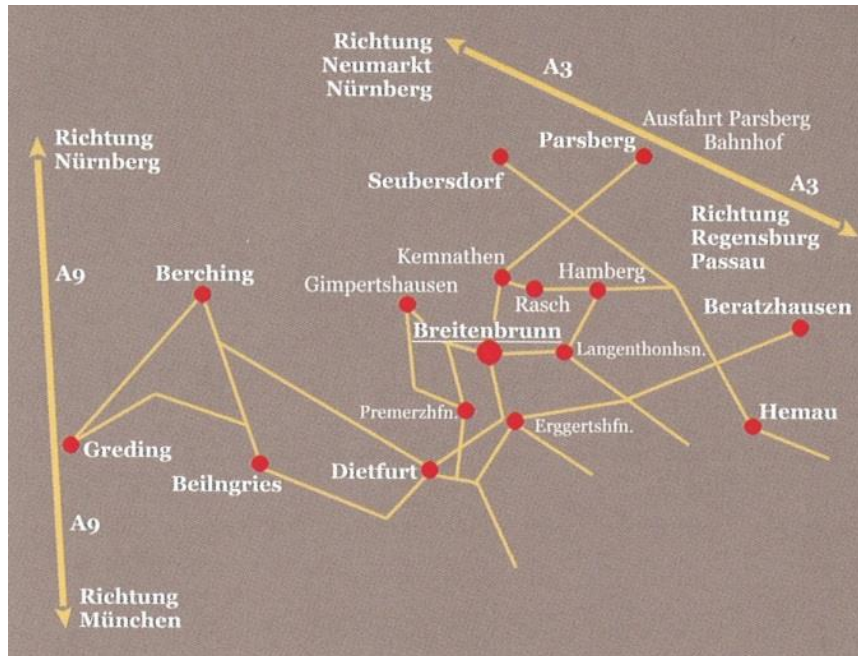 Richtung
Neumarkt
Nürnberg
A3
Ausfahrt Parsberg
Bahnhof
Parsberg
Seubersdorf
A3
Richtung
Regensburg
Passau
Richtung
Nürnberg
A9
Berching
Kemnathen
Gimpertshausen
Hamberg
Rasch
Beratzhausen
Breitenbrunn
Langenthonhsn.
Premerzhfn.
Erggertshfn.
Hemau
Greding
Beilngries
Dietfurt
A9
Richtung
München